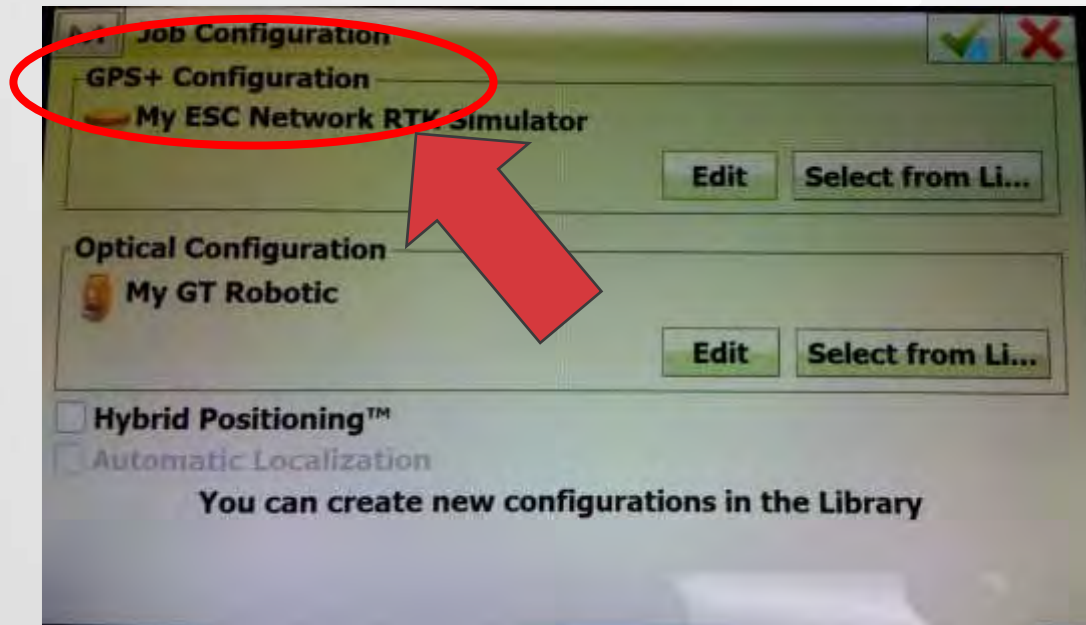 Job Configuration
GPS+ Configuration
My ESC Network RTK Simulator
Edit
Select from Li...
Optical Configuration
My GT Robotic
Edit
Select from Li...
Hybrid Positioning™
Automatic Localization
You can create new configurations in the Library